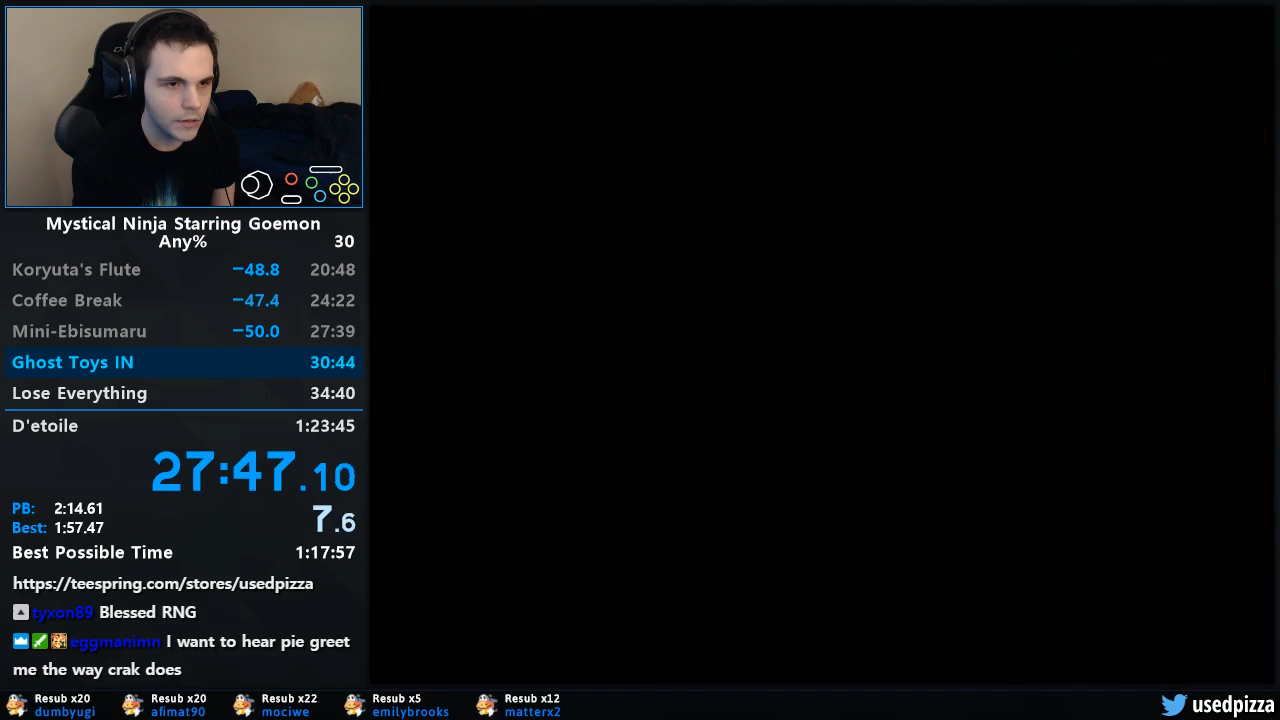 Mystical Ninja Starring Goemon
Any% 30
Koryuta's Flute −48.8 20:48
Coffee Break −47.4 24:22
Mini-Ebisumaru −50.0 27:39
Ghost Toys IN 30:44
Lose Everything 34:40
D'etoile 1:23:45
27:47.10
PB: 2:14.61
Best: 1:57.47
7.6
Best Possible Time 1:17:57
https://teespring.com/stores/usedpizza
tyxon89 Blessed RNG
eggmanimn I want to hear pie greet
me the way crak does
Resub x20 Resub x20 Resub x22 Resub x5 Resub x12
dumbyugi afimat90 mociwe emilybrooks matterx2
usedpizza